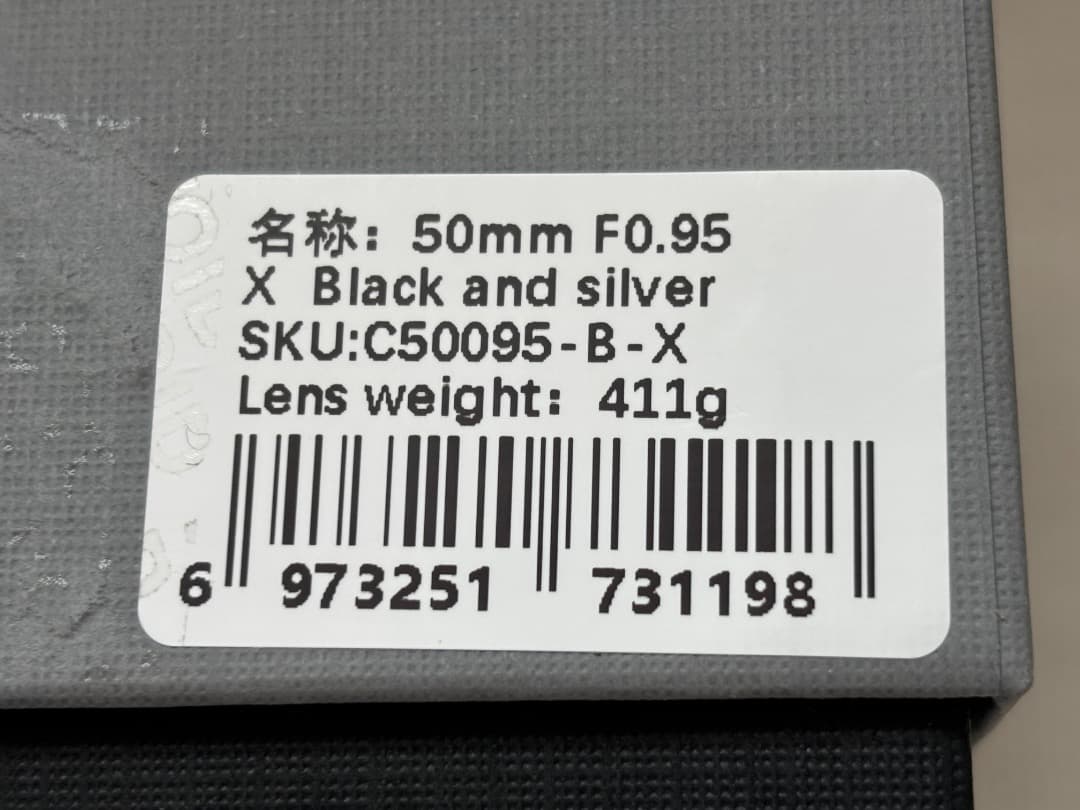 名称：50mm F0.95
X Black and silver
SKU:C50095-B-X
Lens weight：411g
6 973251 731198